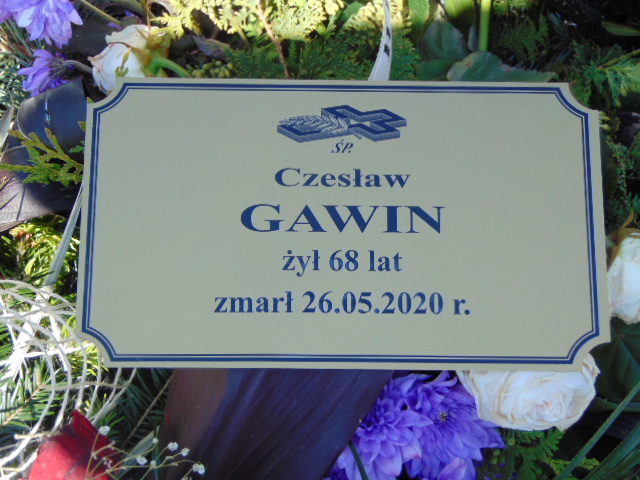 ŚP.
Czesław
GAWIN
żył 68 lat
zmarł 26.05.2020 r.